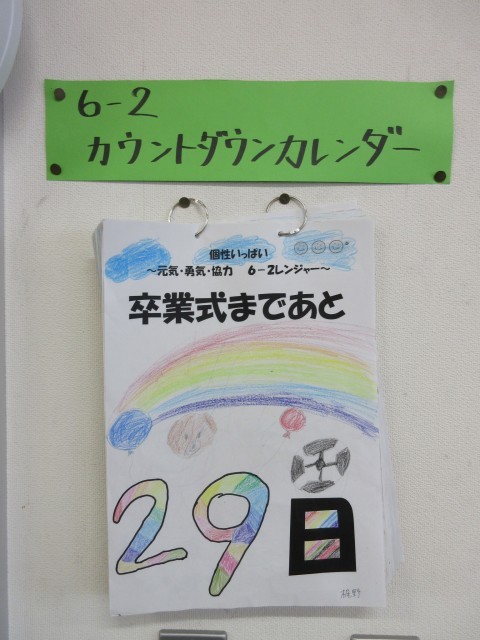 6-2
カウントダウンカレンダー
個性いっぱい
～元気・勇気・協力　6-2レンジャー～
卒業式まであと
29日